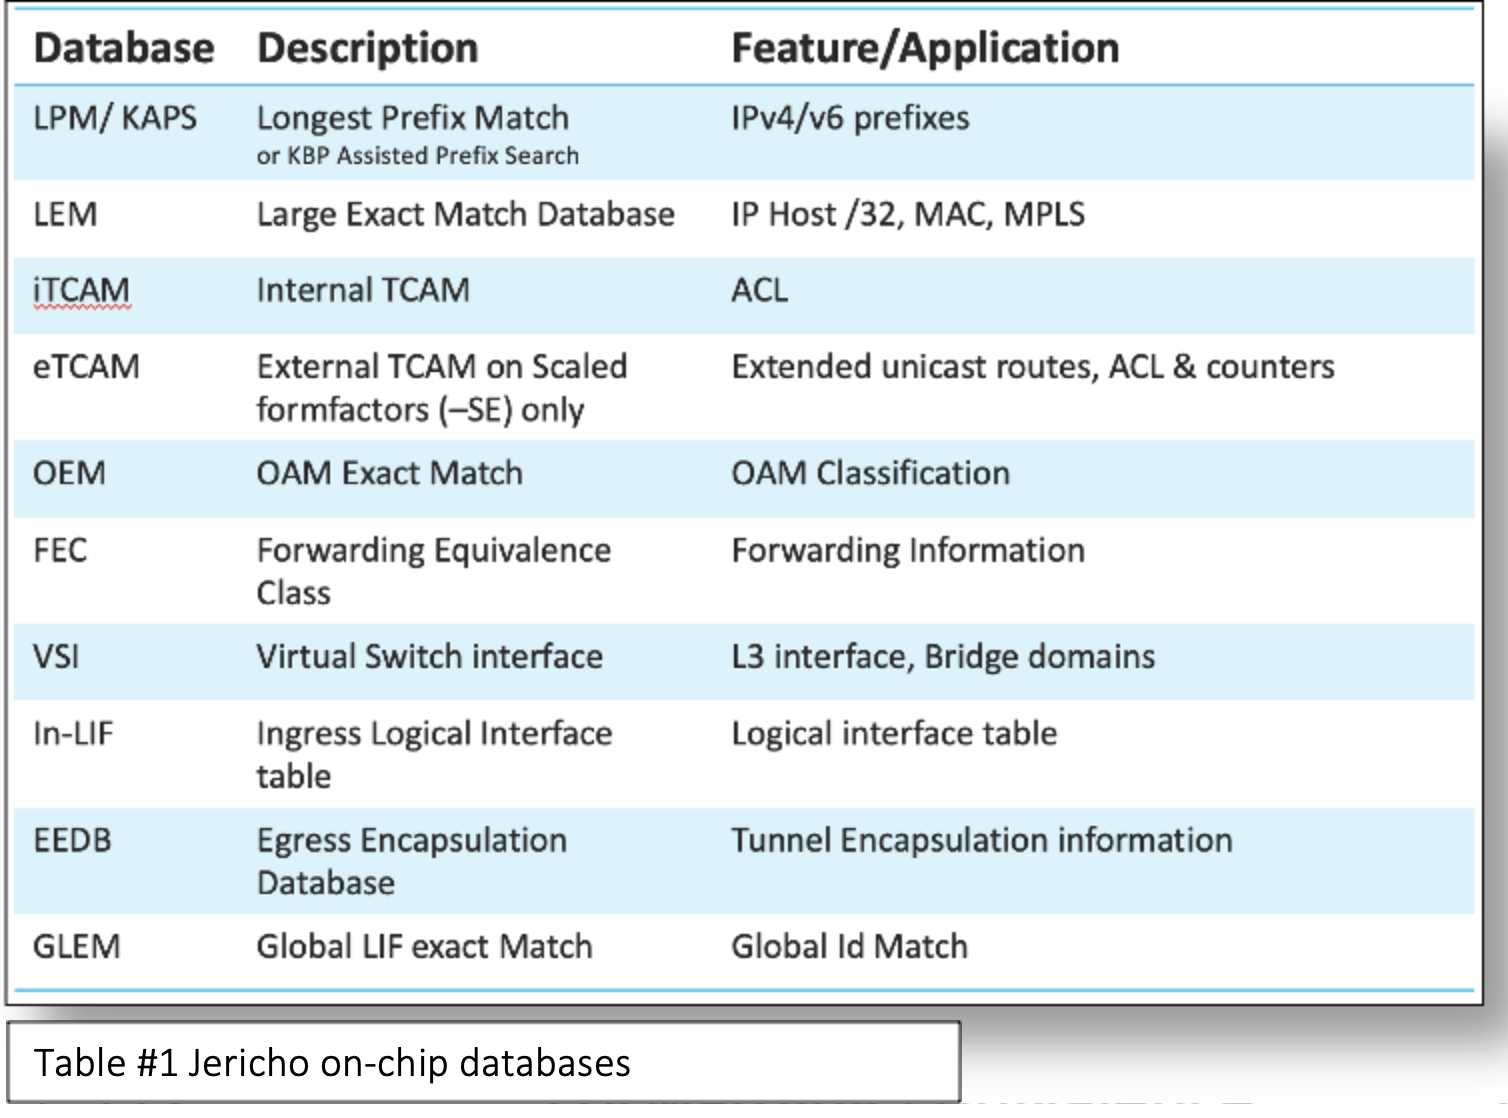 Database Description Feature/Application
LPM/ KAPS Longest Prefix Match IPv4/v6 prefixes
or KBP Assisted Prefix Search
LEM Large Exact Match Database IP Host /32, MAC, MPLS
iTCAM Internal TCAM ACL
eTCAM External TCAM on Scaled Extended unicast routes, ACL & counters
formfactors (–SE) only
OEM OAM Exact Match OAM Classification
FEC Forwarding Equivalence Forwarding Information
Class
VSI Virtual Switch interface L3 interface, Bridge domains
In-LIF Ingress Logical Interface Logical interface table
table
EEDB Egress Encapsulation Tunnel Encapsulation information
Database
GLEM Global LIF exact Match Global Id Match
Table #1 Jericho on-chip databases